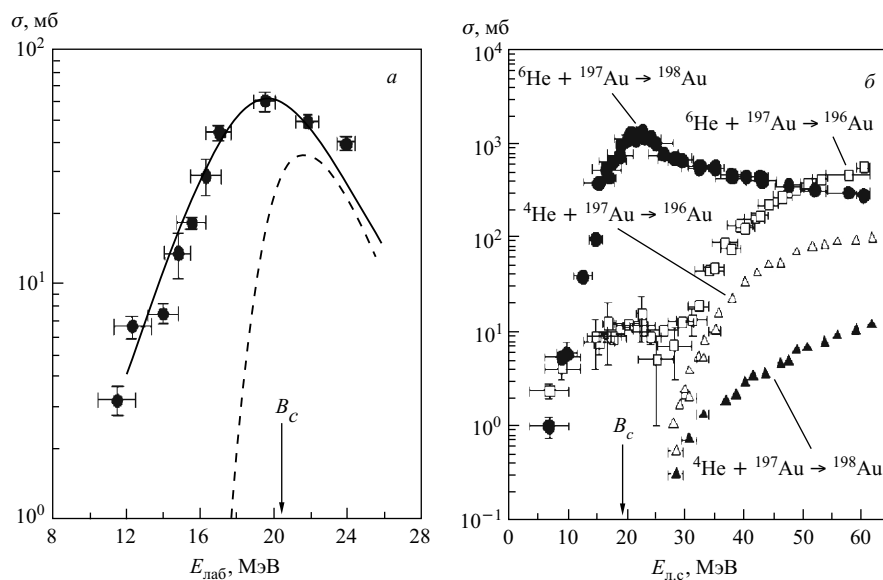 σ, мб
10²
10¹
10⁰
8
12
16
20
24
28
Eлаб, МэВ
а
B_C
σ, мб
10⁴
10³
10²
10¹
10⁰
10⁻¹
0
10
20
30
40
50
60
Eл.с, МэВ
б
⁶He + ¹⁹⁷Au → ¹⁹⁸Au
⁶He + ¹⁹⁷Au → ¹⁹⁶Au
⁴He + ¹⁹⁷Au → ¹⁹⁶Au
B_c
⁴He + ¹⁹⁷Au → ¹⁹⁸Au